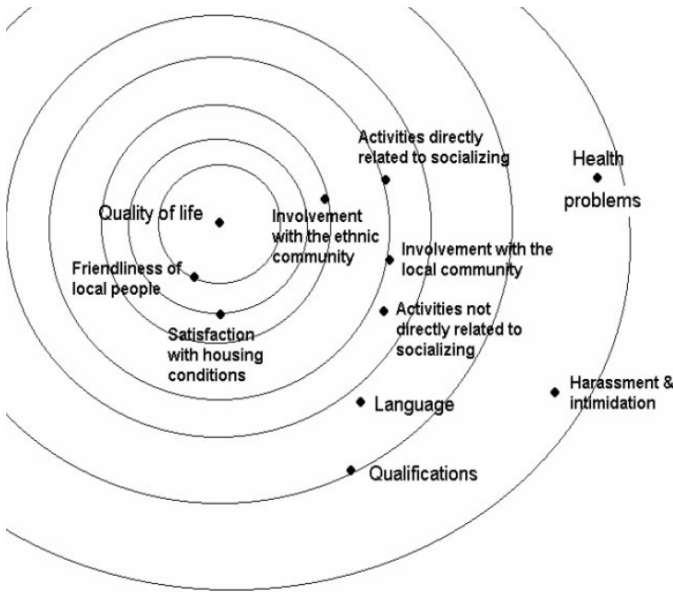 Activities directly
related to socializing
Health
problems
Quality of life
Involvement
with the ethnic
community
Involvement with the
local community
Friendliness of
local people
Activities not
directly related to
socializing
Satisfaction
with housing
conditions
Harassment &
intimidation
Language
Qualifications